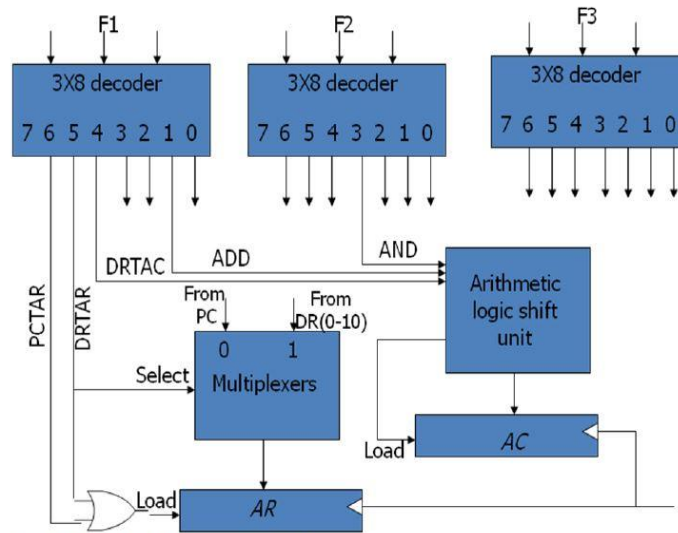 F1
F2
F3
3X8 decoder
3X8 decoder
3X8 decoder
7 6 5 4 3 2 1 0
7 6 5 4 3 2 1 0
7 6 5 4 3 2 1 0
PCTAR
DRTAR
DRTAC
ADD
AND
From
PC
From
DR(0-10)
0 1
Select
Multiplexers
Arithmetic
logic shift
unit
Load
AC
Load
AR